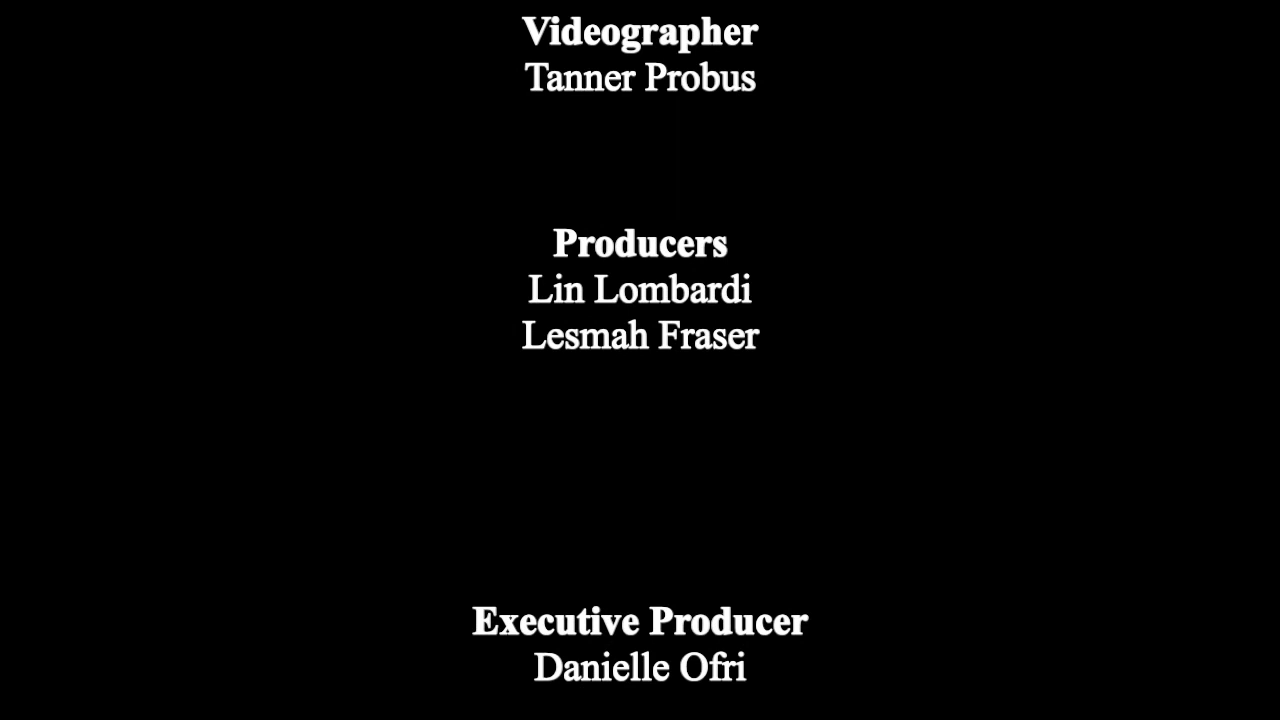 Videographer
Tanner Probus
Producers
Lin Lombardi
Lesmah Fraser
Executive Producer
Danielle Ofri